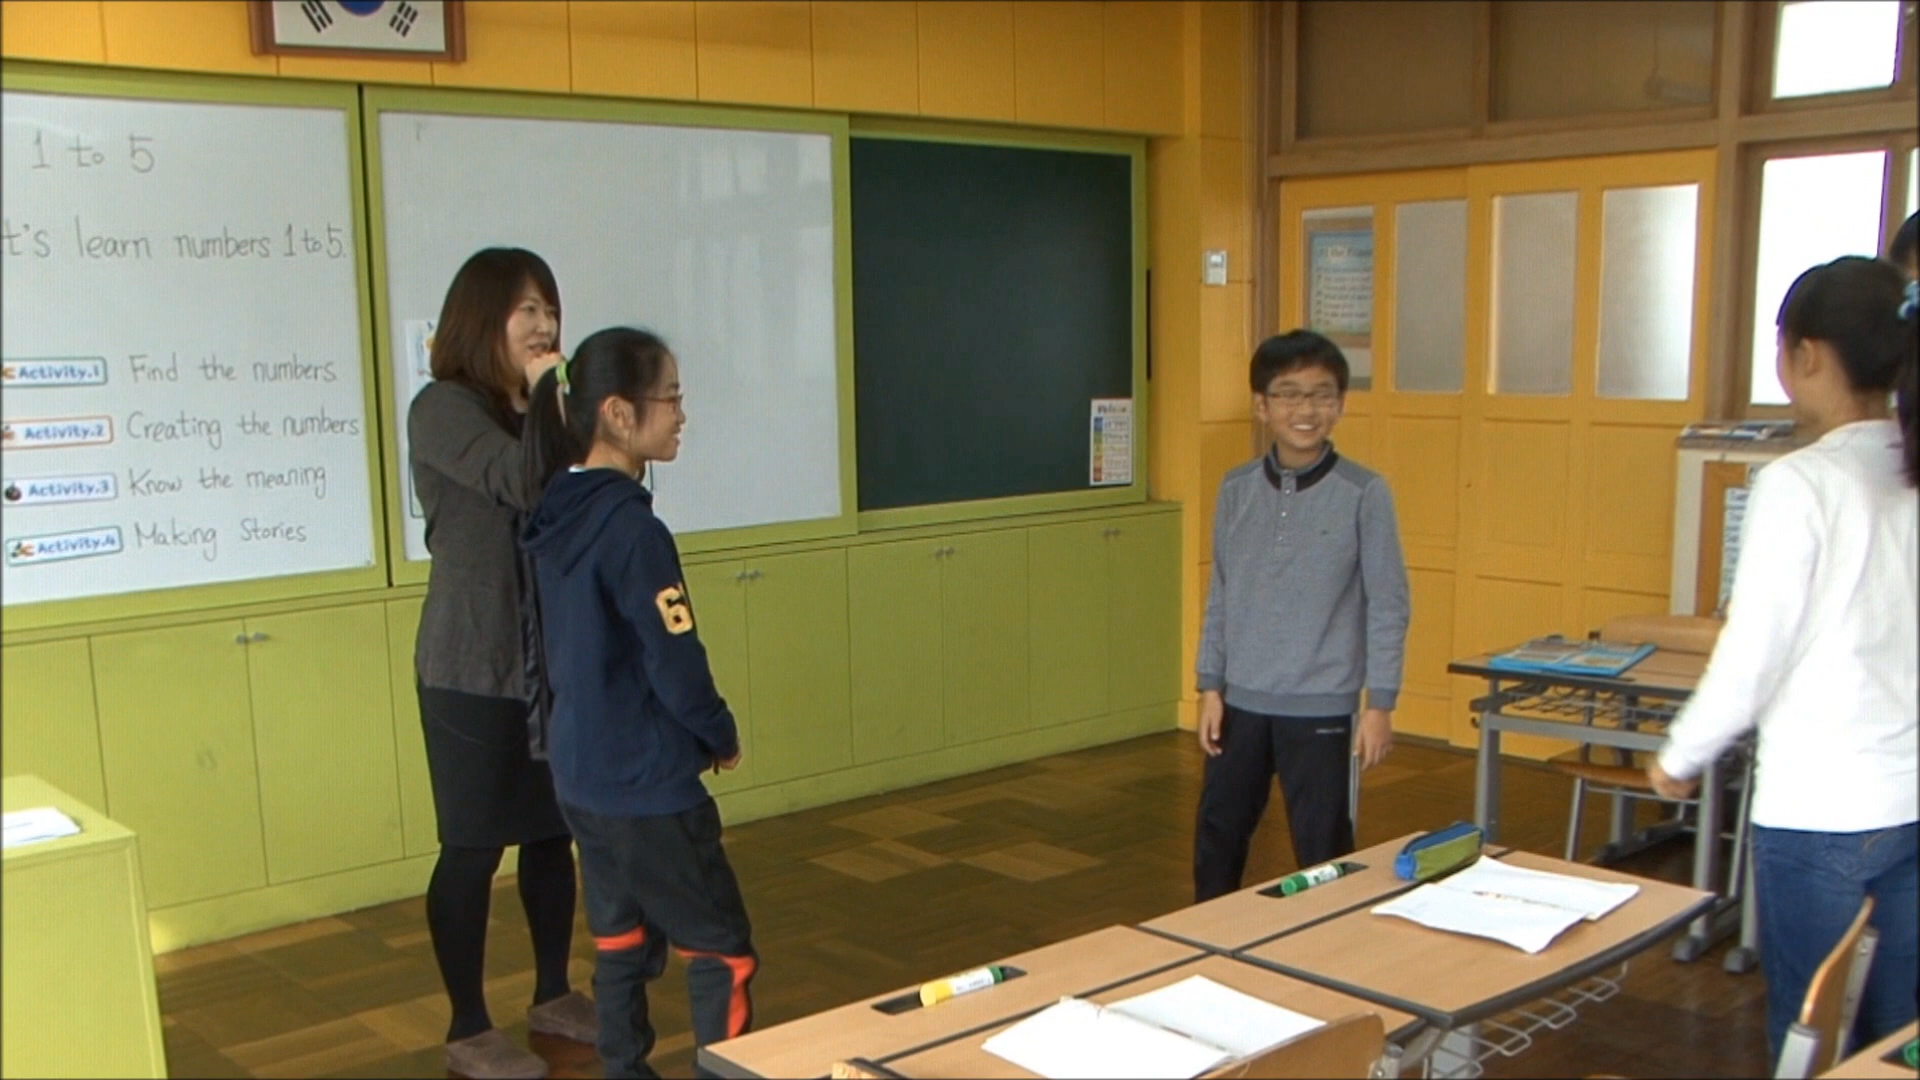 1 to 5
t's learn numbers 1 to 5.
Activity.1 Find the numbers
Activity.2 Creating the numbers
Activity.3 Know the meaning
Activity.4 Making Stories
6